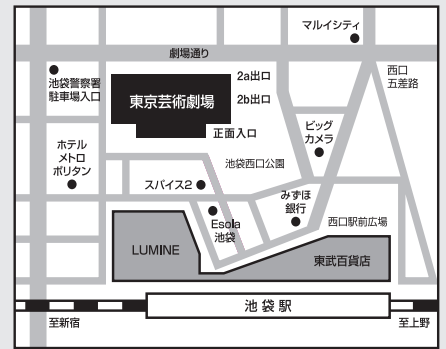 マルイシティ
劇場通り
西口
五差路
2a出口
池袋警察署
駐車場入口
東京芸術劇場
2b出口
正面入口
ビッグ
カメラ
ホテル
メトロ
ポリタン
池袋西口公園
スパイス2
みずほ
銀行
Esola
池袋
西口駅前広場
LUMINE
東武百貨店
池袋駅
至新宿
至上野